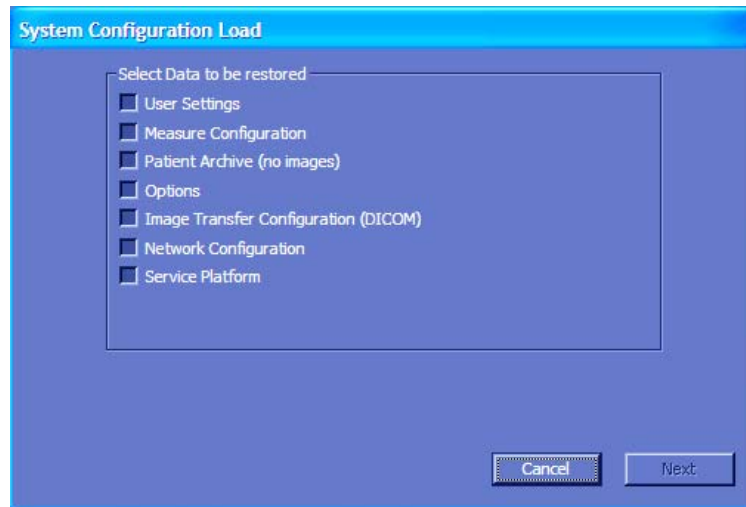 System Configuration Load
Select Data to be restored
User Settings
Measure Configuration
Patient Archive (no images)
Options
Image Transfer Configuration (DICOM)
Network Configuration
Service Platform
Cancel Next